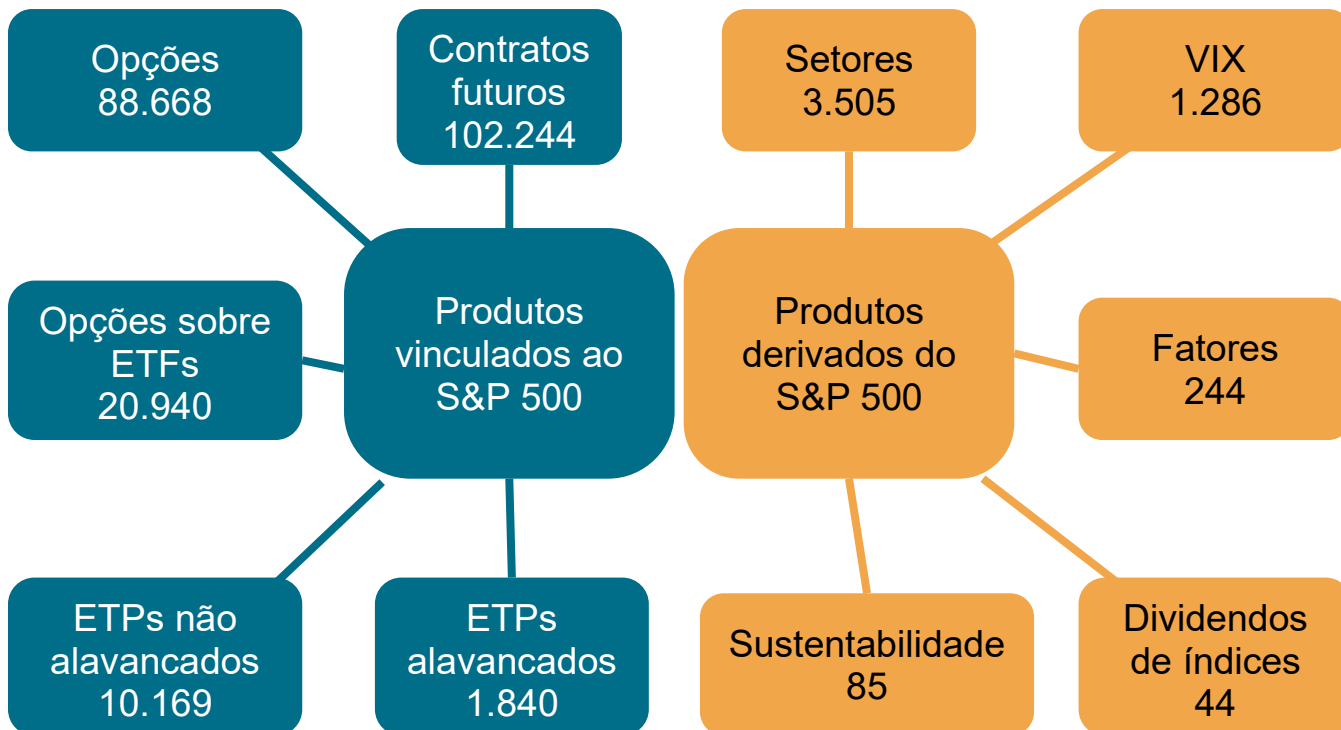 Opções
88.668
Contratos
futuros
102.244
Setores
3.505
VIX
1.286
Opções sobre
ETFs
20.940
Produtos
vinculados ao
S&P 500
Produtos
derivados do
S&P 500
Fatores
244
ETPs não
alavancados
10.169
ETPs
alavancados
1.840
Sustentabilidade
85
Dividendos
de índices
44